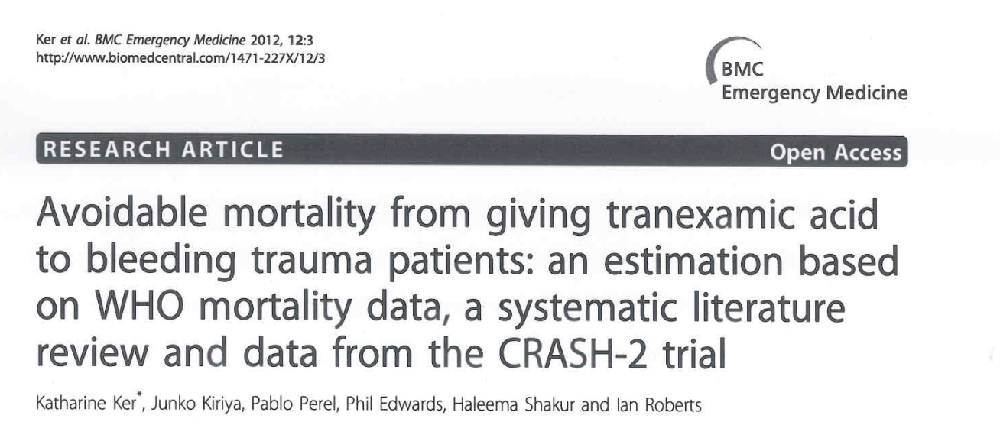 Ker et al. BMC Emergency Medicine 2012, 12:3
http://www.biomedcentral.com/1471-227X/12/3
BMC
Emergency Medicine
RESEARCH ARTICLE
Open Access
Avoidable mortality from giving tranexamic acid
to bleeding trauma patients: an estimation based
on WHO mortality data, a systematic literature
review and data from the CRASH-2 trial
Katharine Ker*, Junko Kiriya, Pablo Perel, Phil Edwards, Haleema Shakur and Ian Roberts